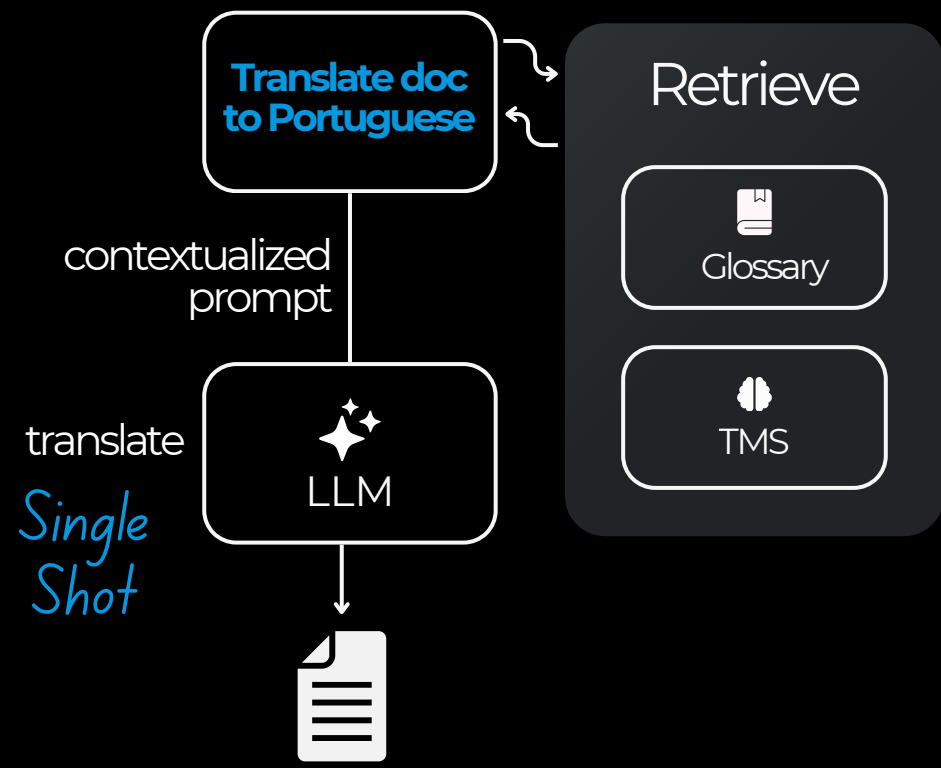 Translate doc
to Portuguese
Retrieve
Glossary
TMS
contextualized
prompt
translate
LLM
Single
Shot